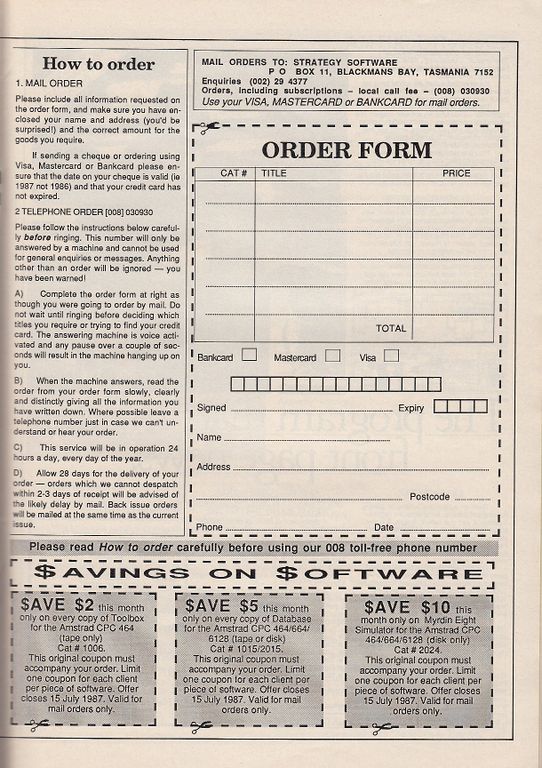 How to order
1. MAIL ORDER
Please include all information requested on
the order form, and make sure you have en-
closed your name and address (you'd be
surprised!) and the correct amount for the
goods you require.
If sending a cheque or ordering using
Visa, Mastercard or Bankcard please en-
sure that the date on your cheque is valid (ie
1987 not 1986) and that your credit card has
not expired.
2 TELEPHONE ORDER [008] 030930
Please follow the instructions below careful-
ly before ringing. This number will only be
answered by a machine and cannot be used
for general enquiries or messages. Anything
other than an order will be ignored — you
have been warned!
A) Complete the order form at right as
though you were going to order by mail. Do
not wait until ringing before deciding which
titles you require or trying to find your credit
card. The answering machine is voice acti-
vated and any pause over a couple of sec-
onds will result in the machine hanging up on
you.
B) When the machine answers, read the
order from your order form slowly, clearly
and distinctly giving all the information you
have written down. Where possible leave a
telephone number just in case we can't un-
derstand or hear your order.
C) This service will be in operation 24
hours a day, every day of the year.
D) Allow 28 days for the delivery of your
order — orders which we cannot despatch
within 2-3 days of receipt will be advised of
the likely delay by mail. Back issue orders
will be mailed at the same time as the current
issue.
MAIL ORDERS TO: STRATEGY SOFTWARE
P O BOX 11, BLACKMANS BAY, TASMANIA 7152
Enquiries (002) 29 4377
Orders, including subscriptions – local call fee – (008) 030930
Use your VISA, MASTERCARD or BANKCARD for mail orders.
ORDER FORM
CAT # TITLE PRICE
TOTAL
Bankcard Mastercard Visa
Signed Expiry
Name
Address
Postcode
Phone Date
Please read How to order carefully before using our 008 toll-free phone number
$AVINGS ON $OFTWARE
$AVE $2 this month
only on every copy of Toolbox
for the Amstrad CPC 464
(tape only)
Cat # 1006.
This original coupon must
accompany your order. Limit
one coupon for each client
per piece of software. Offer
closes 15 July 1987. Valid for
mail orders only.
$AVE $5 this month
only on every copy of Database
for the Amstrad CPC 464/664/
6128 (tape or disk)
Cat # 1015/2015.
This original coupon must
accompany your order. Limit
one coupon for each client per
piece of software. Offer closes
15 July 1987. Valid for mail
orders only.
$AVE $10 this
month only on Myrdin Eight
Simulator for the Amstrad CPC
464/664/6128 (disk only)
Cat # 2024.
This original coupon must
accompany your order. Limit
one coupon for each client per
piece of software. Offer closes
15 July 1987. Valid for mail
orders only.